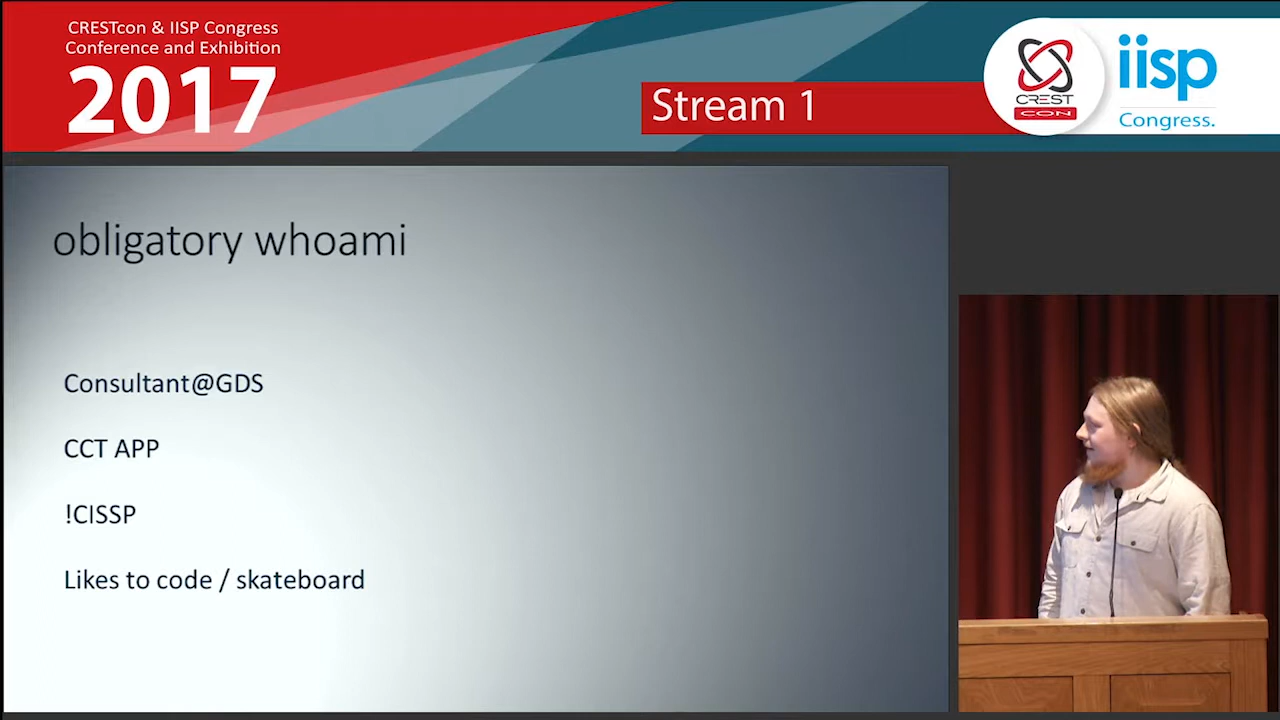 CRESTcon & IISP Congress
Conference and Exhibition
2017
Stream 1
CREST
CON
iisp
Congress.
obligatory whoami
Consultant@GDS
CCT APP
!CISSP
Likes to code / skateboard